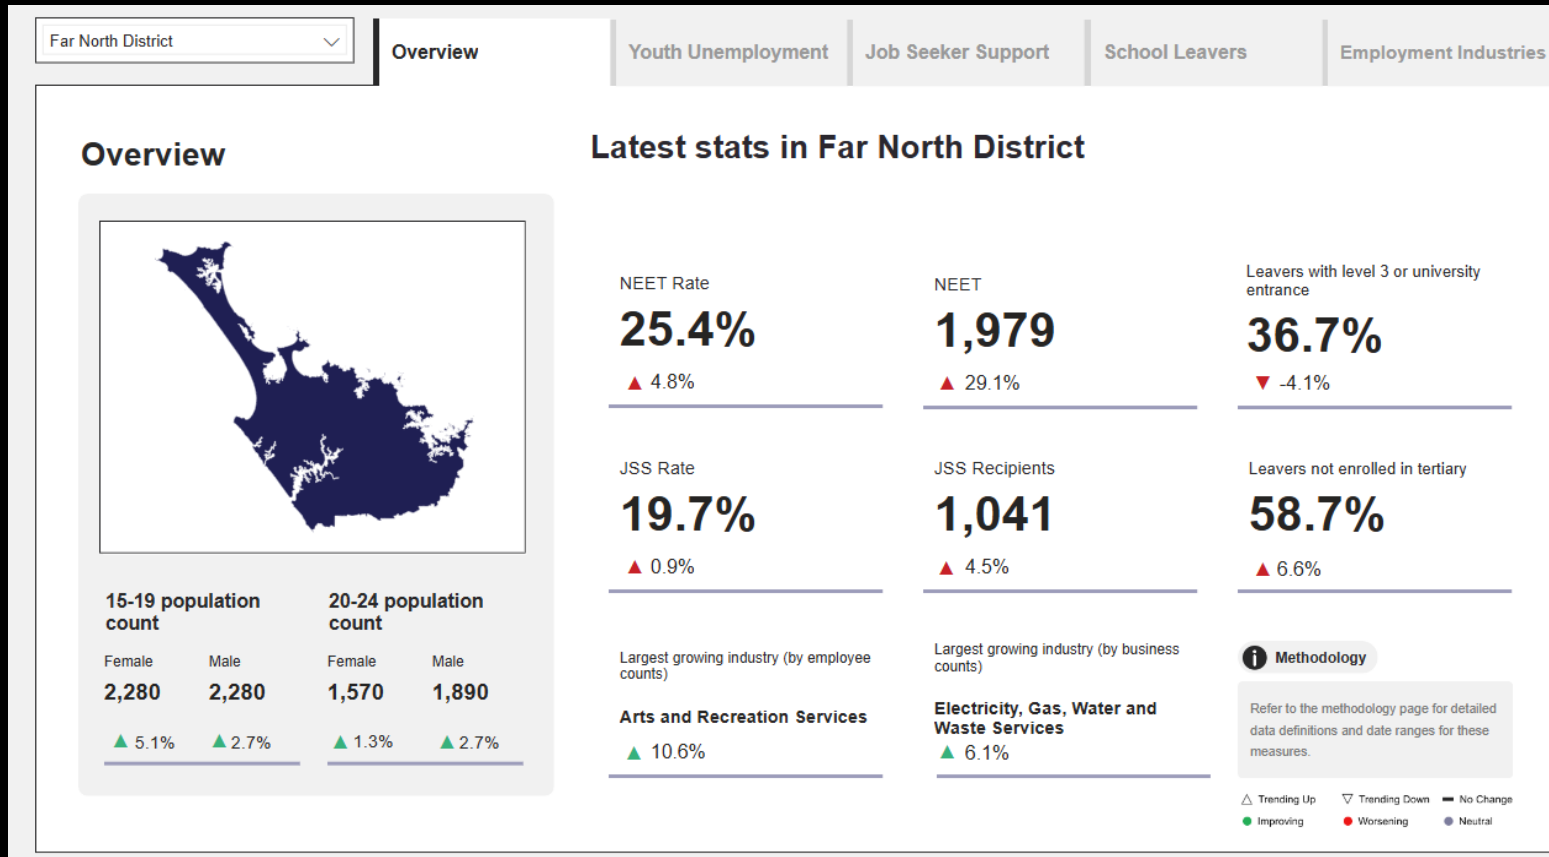 Far North District
Overview
Youth Unemployment
Job Seeker Support
School Leavers
Employment Industries
Overview
15-19 population
count
Female
Male
2,280
2,280
5.1%
2.7%
20-24 population
count
Female
Male
1,570
1,890
1.3%
2.7%
Latest stats in Far North District
NEET Rate
25.4%
4.8%
NEET
1,979
29.1%
Leavers with level 3 or university
entrance
36.7%
-4.1%
JSS Rate
19.7%
0.9%
JSS Recipients
1,041
4.5%
Leavers not enrolled in tertiary
58.7%
6.6%
Largest growing industry (by employee
counts)
Arts and Recreation Services
10.6%
Largest growing industry (by business
counts)
Electricity, Gas, Water and
Waste Services
6.1%
i Methodology
Refer to the methodology page for detailed
data definitions and date ranges for these
measures.
Trending Up
Trending Down
No Change
Improving
Worsening
Neutral